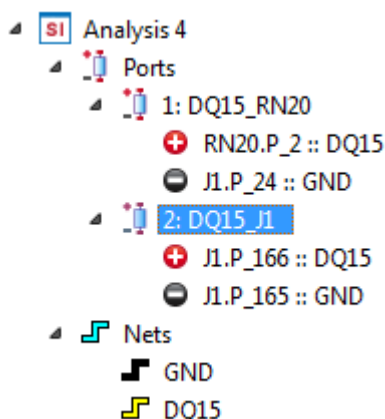 SI Analysis 4
Ports
1: DQ15_RN20
RN20.P_2 :: DQ15
J1.P_24 :: GND
2: DQ15_J1
J1.P_166 :: DQ15
J1.P_165 :: GND
Nets
GND
DQ15